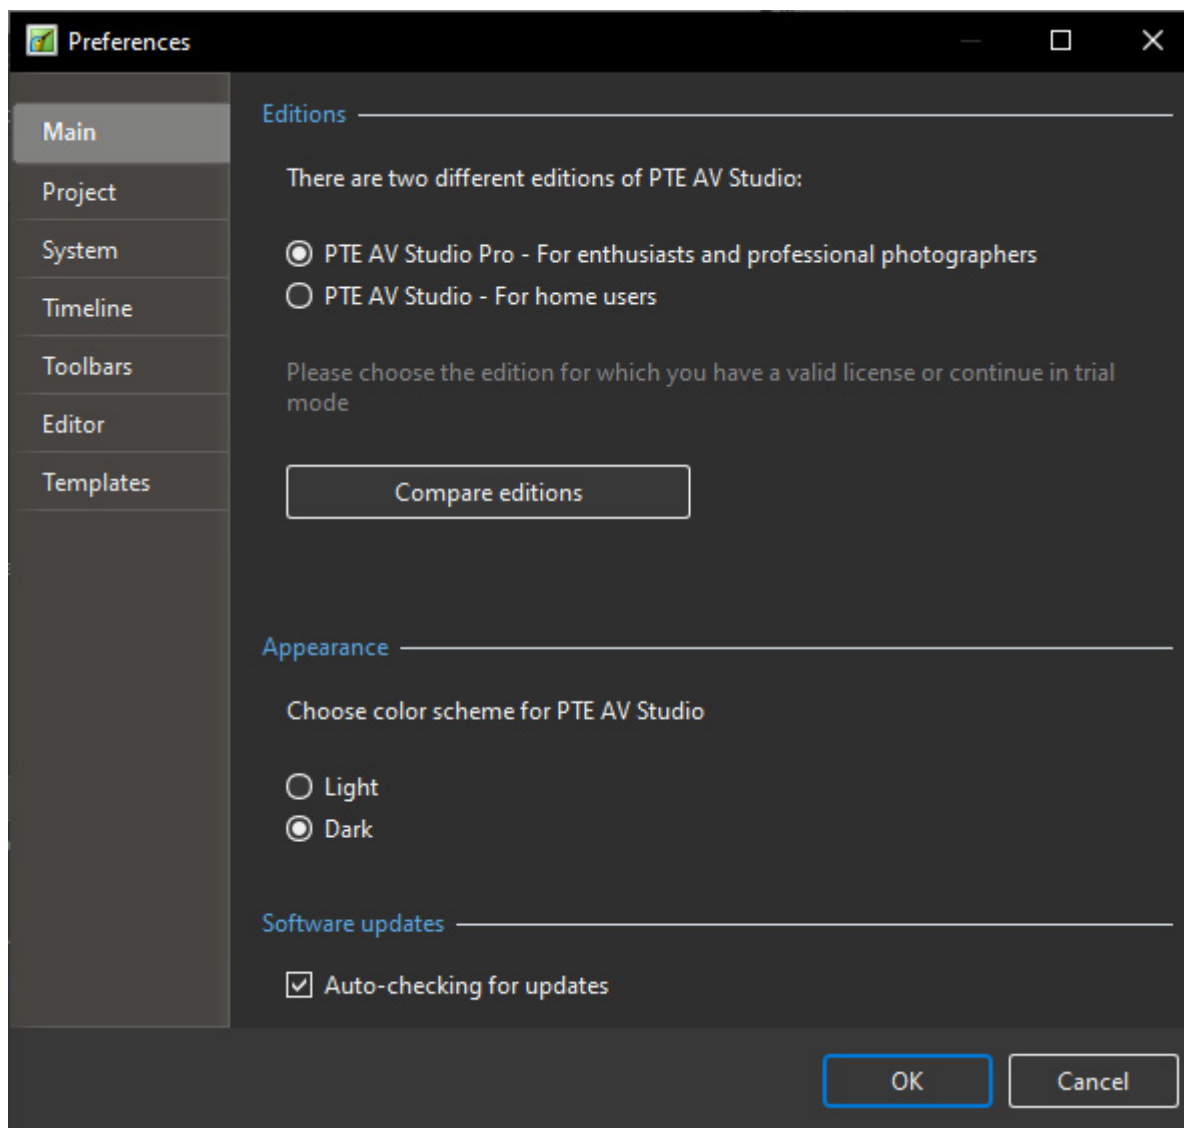 Preferences
Main
Project
System
Timeline
Toolbars
Editor
Templates
Editions
There are two different editions of PTE AV Studio:
PTE AV Studio Pro - For enthusiasts and professional photographers
PTE AV Studio - For home users
Please choose the edition for which you have a valid license or continue in trial
mode
Compare editions
Appearance
Choose color scheme for PTE AV Studio
Light
Dark
Software updates
Auto-checking for updates
OK
Cancel